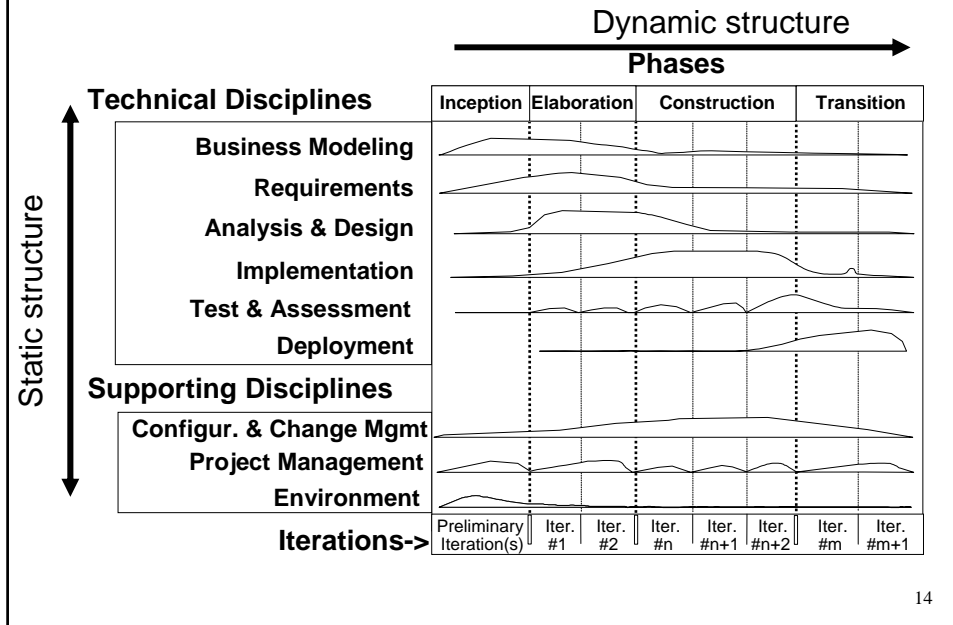 Dynamic structure
Phases
Technical Disciplines
Inception Elaboration Construction Transition
Static structure
Business Modeling
Requirements
Analysis & Design
Implementation
Test & Assessment
Deployment
Supporting Disciplines
Configur. & Change Mgmt
Project Management
Environment
Iterations->
Preliminary
Iteration(s)
Iter.
#1
Iter.
#2
Iter.
#n
Iter.
#n+1
Iter.
#n+2
Iter.
#m
Iter.
#m+1
14